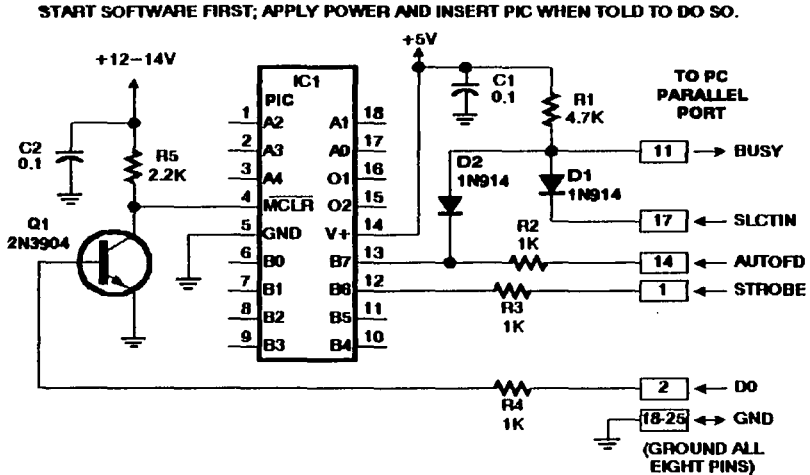 START SOFTWARE FIRST; APPLY POWER AND INSERT PIC WHEN TOLD TO DO SO.
+12–14V
+5V
IC1
PIC
C1
0.1
R1
4.7K
TO PC
PARALLEL
PORT
C2
0.1
R5
2.2K
1 A2
2 A3
3 A4
4 MCLR
5 GND
6 B0
7 B1
8 B2
9 B3
A1 18
A0 17
O1 16
O2 15
V+ 14
B7 13
B6 12
B5 11
B4 10
Q1
2N3904
D2
1N914
D1
1N914
R2
1K
R3
1K
R4
1K
11 BUSY
17 SLCTIN
14 AUTOFD
1 STROBE
2 D0
18-25 GND
(GROUND ALL
EIGHT PINS)